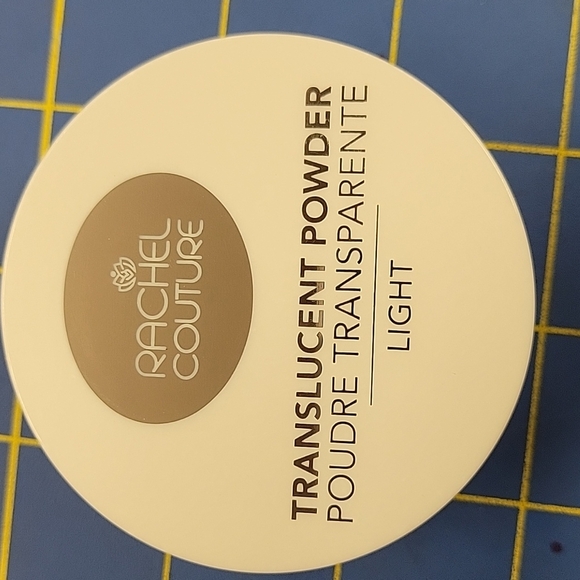 RACHEL
COUTURE
TRANSLUCENT POWDER
POUDRE TRANSPARENTE
LIGHT